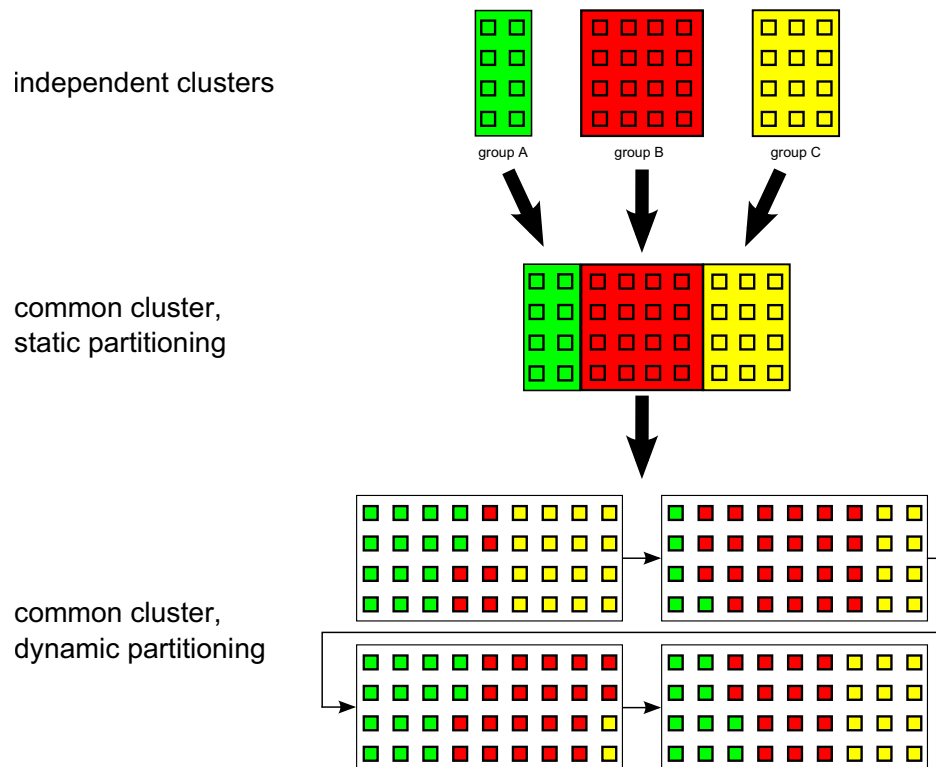 independent clusters
group A
group B
group C
common cluster,
static partitioning
common cluster,
dynamic partitioning